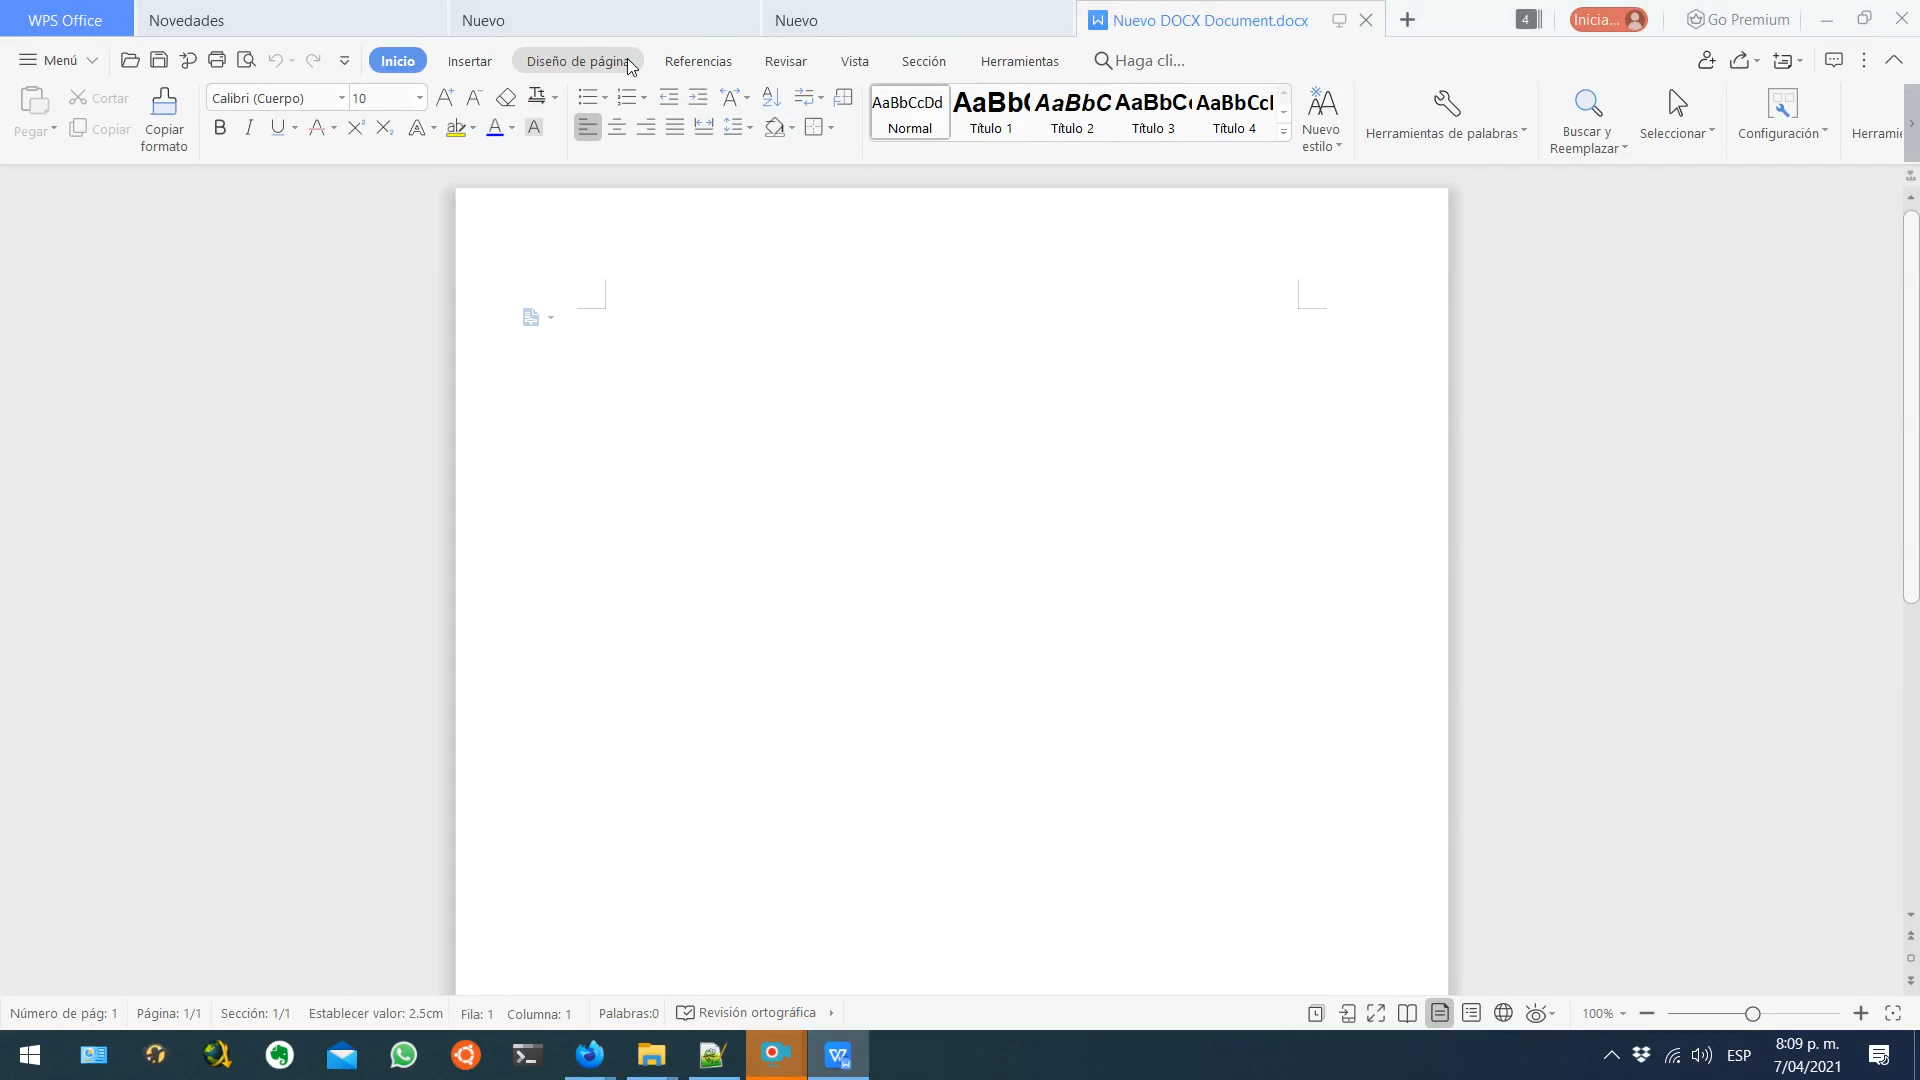 WPS Office
Novedades
Nuevo
Nuevo
Nuevo DOCX Document.docx
4
Inicia...
Go Premium
Menú
Inicio
Insertar
Diseño de página
Referencias
Revisar
Vista
Sección
Herramientas
Haga cli...
Pegar
Cortar
Copiar
Copiar
formato
Calibri (Cuerpo)
10
AaBbCcDd
Normal
AaBb(
Título 1
AaBbC
Título 2
AaBbC
Título 3
AaBbCcl
Título 4
Nuevo
estilo
Herramientas de palabras
Buscar y
Reemplazar
Seleccionar
Configuración
Herramie
Número de pág: 1
Página: 1/1
Sección: 1/1
Establecer valor: 2.5cm
Fila: 1
Columna: 1
Palabras:0
Revisión ortográfica
100%
ESP
8:09 p. m.
7/04/2021